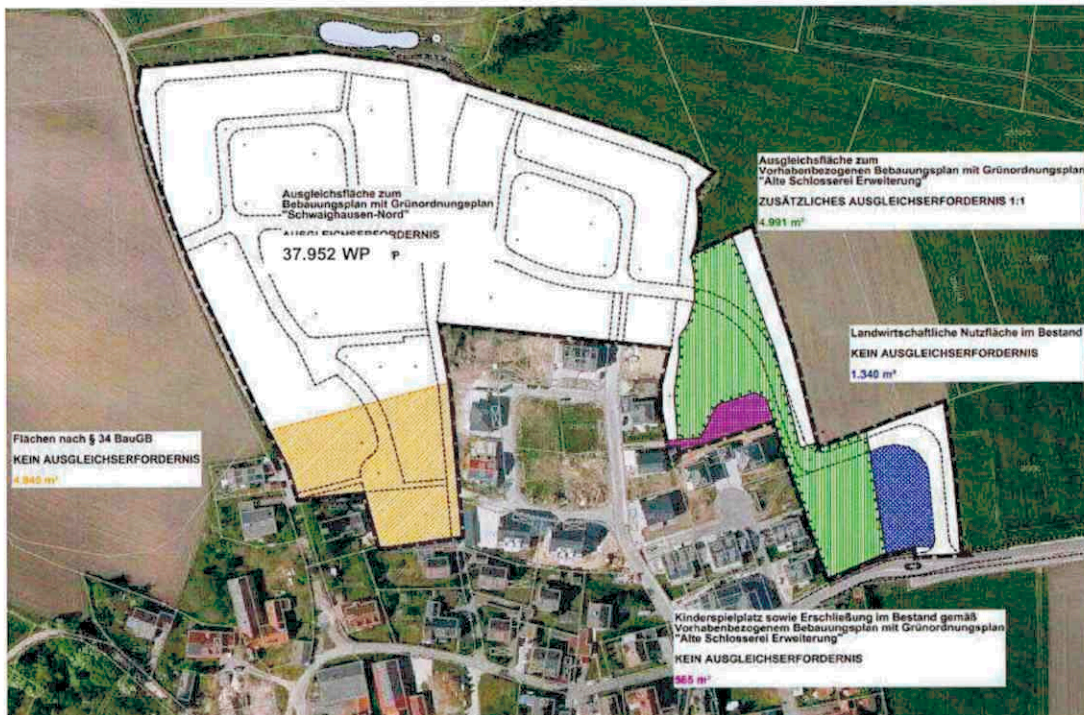 Ausgleichsfläche zum
Vorhabenbezogenen Bebauungsplan mit Grünordnungsplan
"Alte Schlosserei Erweiterung"
ZUSÄTZLICHES AUSGLEICHSERFORDERNIS 1:1
4.991 m²
Ausgleichsfläche zum
Bebauungsplan mit Grünordnungsplan
"Schwaighausen-Nord"
AUSGLEICHSERFORDERNIS
37.952 WP
Landwirtschaftliche Nutzfläche im Bestand
KEIN AUSGLEICHSERFORDERNIS
1.340 m²
Flächen nach § 34 BauGB
KEIN AUSGLEICHSERFORDERNIS
4.940 m²
Kinderspielplatz sowie Erschließung im Bestand gemäß
Vorhabenbezogenem Bebauungsplan mit Grünordnungsplan
"Alte Schlosserei Erweiterung"
KEIN AUSGLEICHSERFORDERNIS
565 m²